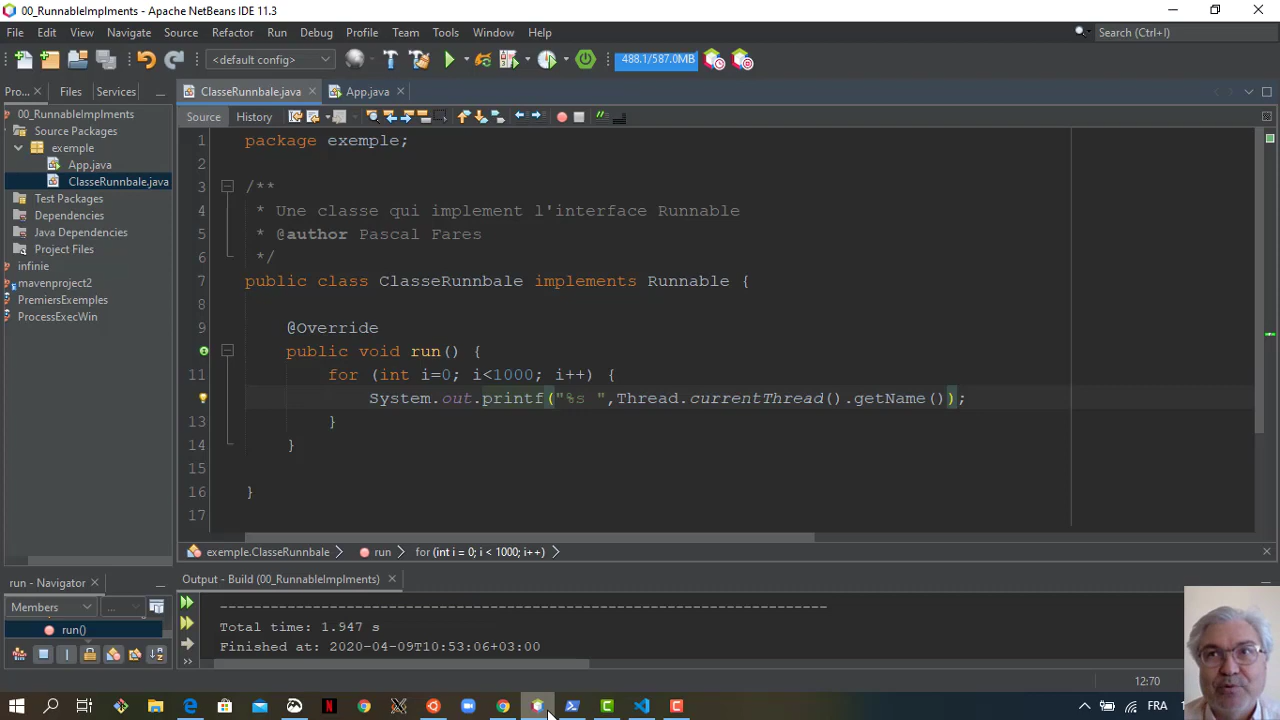 00_RunnableImplments - Apache NetBeans IDE 11.3
File Edit View Navigate Source Refactor Run Debug Profile Team Tools Window Help
Search (Ctrl+I)
<default config>
488.1/587.0MB
Pro... Files Services
ClasseRunnbale.java App.java
Source History
00_RunnableImplments
Source Packages
exemple
App.java
ClasseRunnbale.java
Test Packages
Dependencies
Java Dependencies
Project Files
infinie
mavenproject2
PremiersExemples
ProcessExecWin
1 package exemple;
2
3 /**
4 * Une classe qui implement l'interface Runnable
5 * @author Pascal Fares
6 */
7 public class ClasseRunnbale implements Runnable {
8
9 @Override
public void run() {
11 for (int i=0; i<1000; i++) {
System.out.printf("%s ",Thread.currentThread().getName());
13 }
14 }
15
16 }
17
exemple.ClasseRunnbale run for (int i = 0; i < 1000; i++)
run - Navigator
Members ...
run()
Output - Build (00_RunnableImplments)
------------------------------------------------------------------------
Total time: 1.947 s
Finished at: 2020-04-09T10:53:06+03:00
12:70
FRA